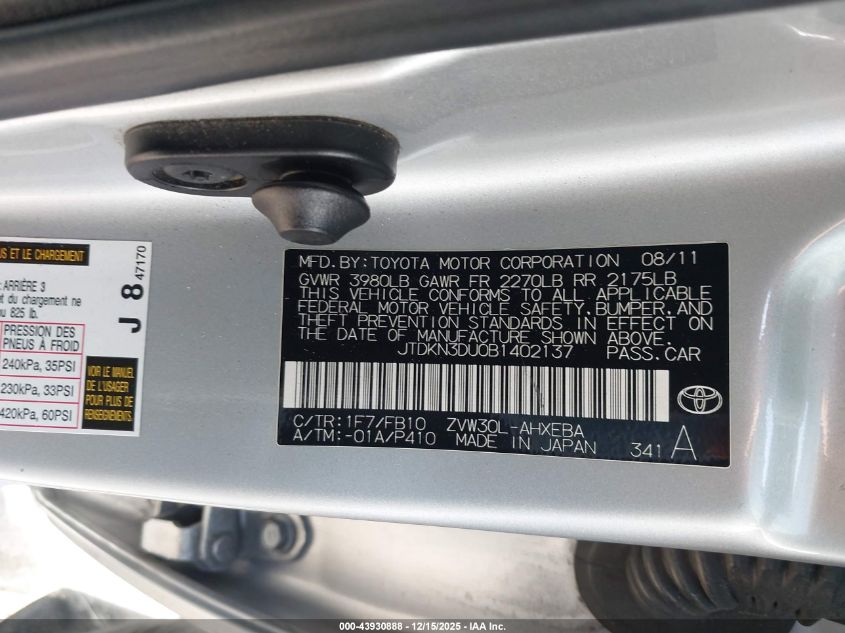 US ET LE CHARGEMENT
: ARRIÈRE 3
et du chargement ne
ou 825 lb.
PRESSION DES
PNEUS À FROID
240kPa, 35PSI
230kPa, 33PSI
420kPa, 60PSI
VOIR LE MANUEL
DE L'USAGER
POUR PLUS DE
RENSEIGNEMENTS
J 8 47170
MFD. BY: TOYOTA MOTOR CORPORATION 08/11
GVWR 3980LB GAWR FR 2270LB RR 2175LB
THIS VEHICLE CONFORMS TO ALL APPLICABLE
FEDERAL MOTOR VEHICLE SAFETY, BUMPER, AND
THEFT PREVENTION STANDARDS IN EFFECT ON
THE DATE OF MANUFACTURE SHOWN ABOVE.
JTDKN3DU0B1402137 PASS.CAR
C/TR: 1F7/FB10 ZVW30L-AHXEBA
A/TM: -01A/P410 MADE IN JAPAN 341 A
000-43930888 - 12/15/2025 - IAA Inc.